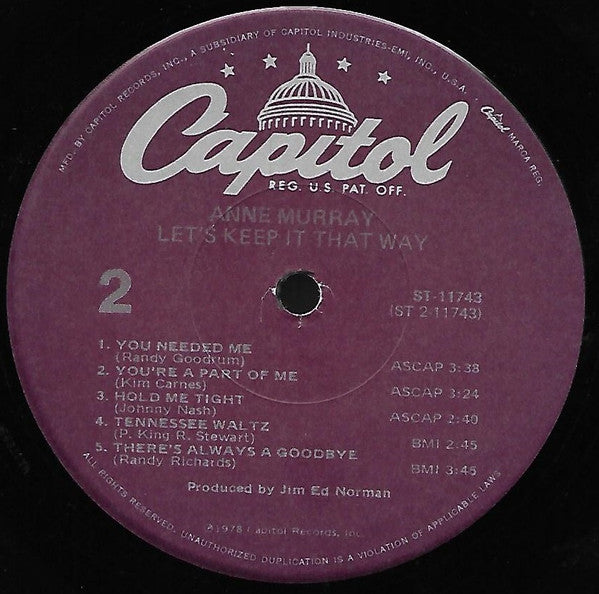 MFD. BY CAPITOL RECORDS, INC., A SUBSIDIARY OF CAPITOL INDUSTRIES-EMI, INC., U.S.A.
Capitol MARCA REG.
Capitol
REG. U.S. PAT. OFF.
ANNE MURRAY
LET'S KEEP IT THAT WAY
2
ST-11743
(ST 2-11743)
1. YOU NEEDED ME
(Randy Goodrum)
ASCAP 3:38
2. YOU'RE A PART OF ME
(Kim Carnes)
ASCAP 3:24
3. HOLD ME TIGHT
(Johnny Nash)
ASCAP 2:40
4. TENNESSEE WALTZ
(P. King R. Stewart)
BMI 2:45
5. THERE'S ALWAYS A GOODBYE
(Randy Richards)
BMI 3:45
Produced by Jim Ed Norman
℗1978 Capitol Records, Inc.
ALL RIGHTS RESERVED. UNAUTHORIZED DUPLICATION IS A VIOLATION OF APPLICABLE LAWS